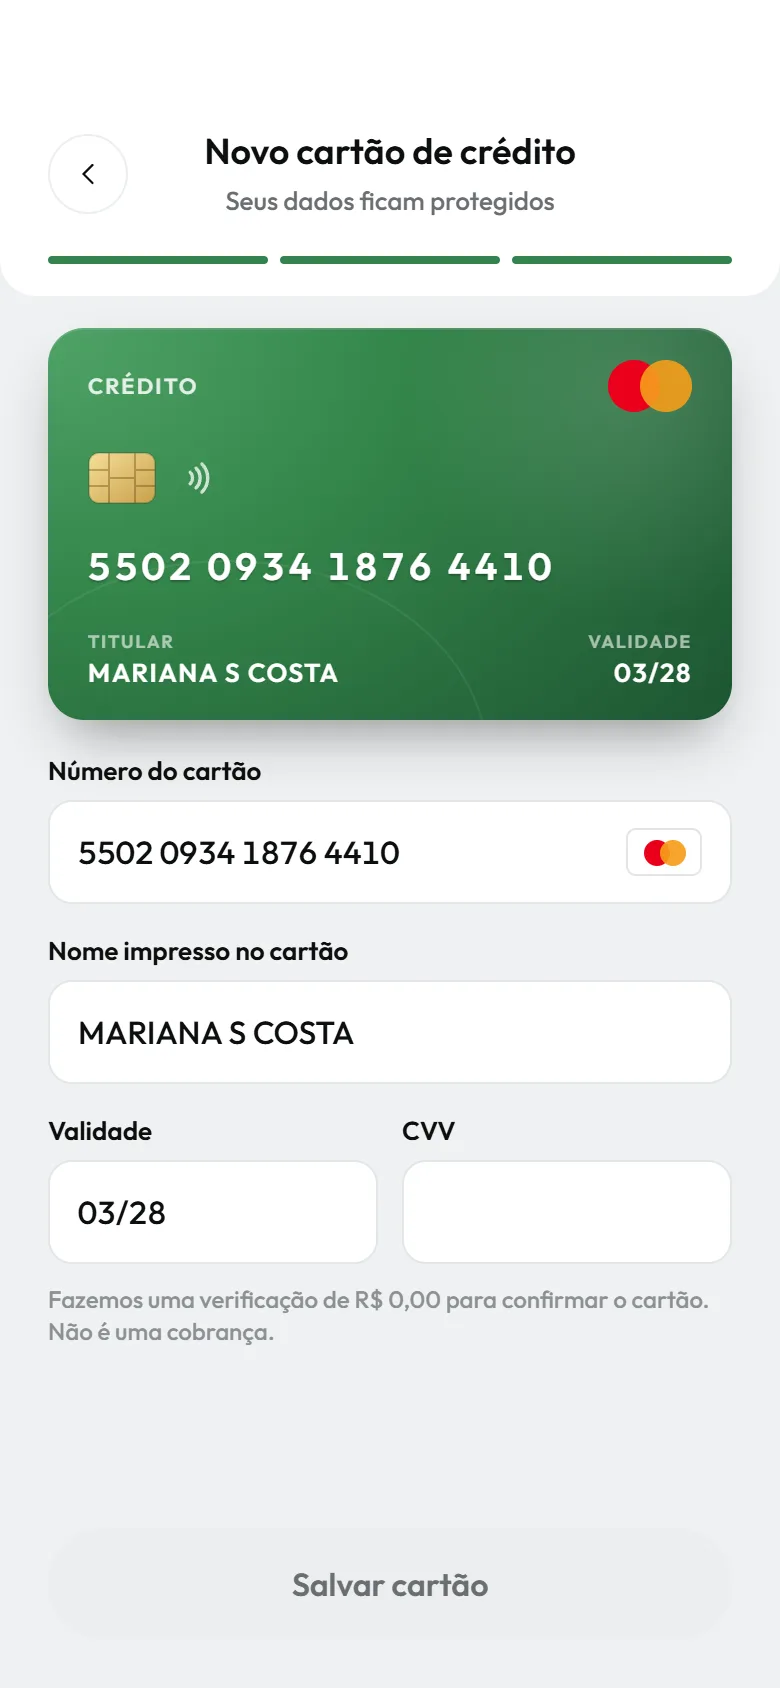 Novo cartão de crédito
Seus dados ficam protegidos
CRÉDITO
5502 0934 1876 4410
TITULAR
MARIANA S COSTA
VALIDADE
03/28
Número do cartão
5502 0934 1876 4410
Nome impresso no cartão
MARIANA S COSTA
Validade
CVV
03/28
Fazemos uma verificação de R$ 0,00 para confirmar o cartão.
Não é uma cobrança.
Salvar cartão